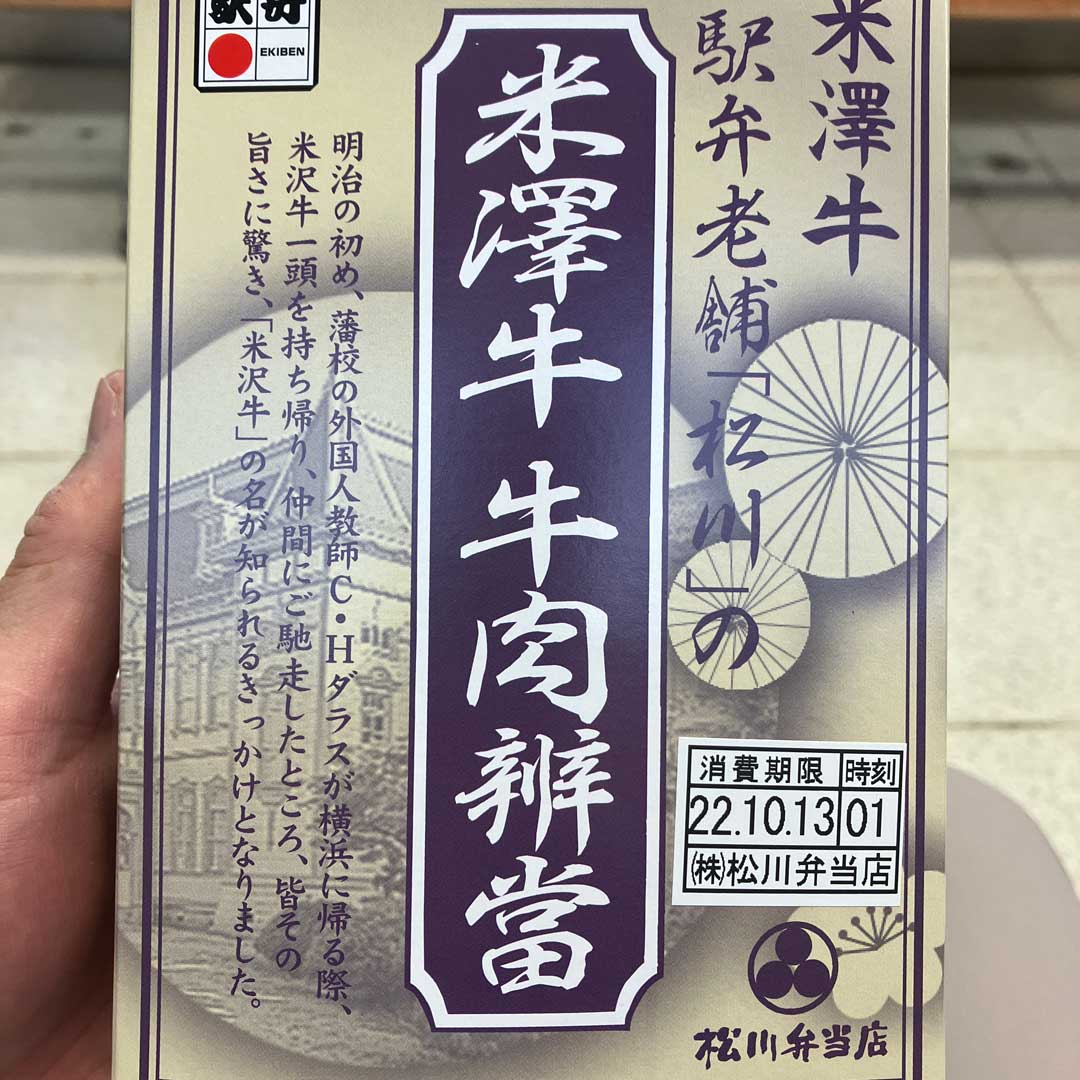 駅弁
EKIBEN
米澤牛
駅弁老舗「松川」の
米澤牛牛肉辨當
明治の初め、藩校の外国人教師C・Hダラスが横浜に帰る際、
米沢牛一頭を持ち帰り、仲間にご馳走したところ、皆その
旨さに驚き、「米沢牛」の名が知られるきっかけとなりました。
消費期限 時刻
22.10.13 01
㈱松川弁当店
松川弁当店